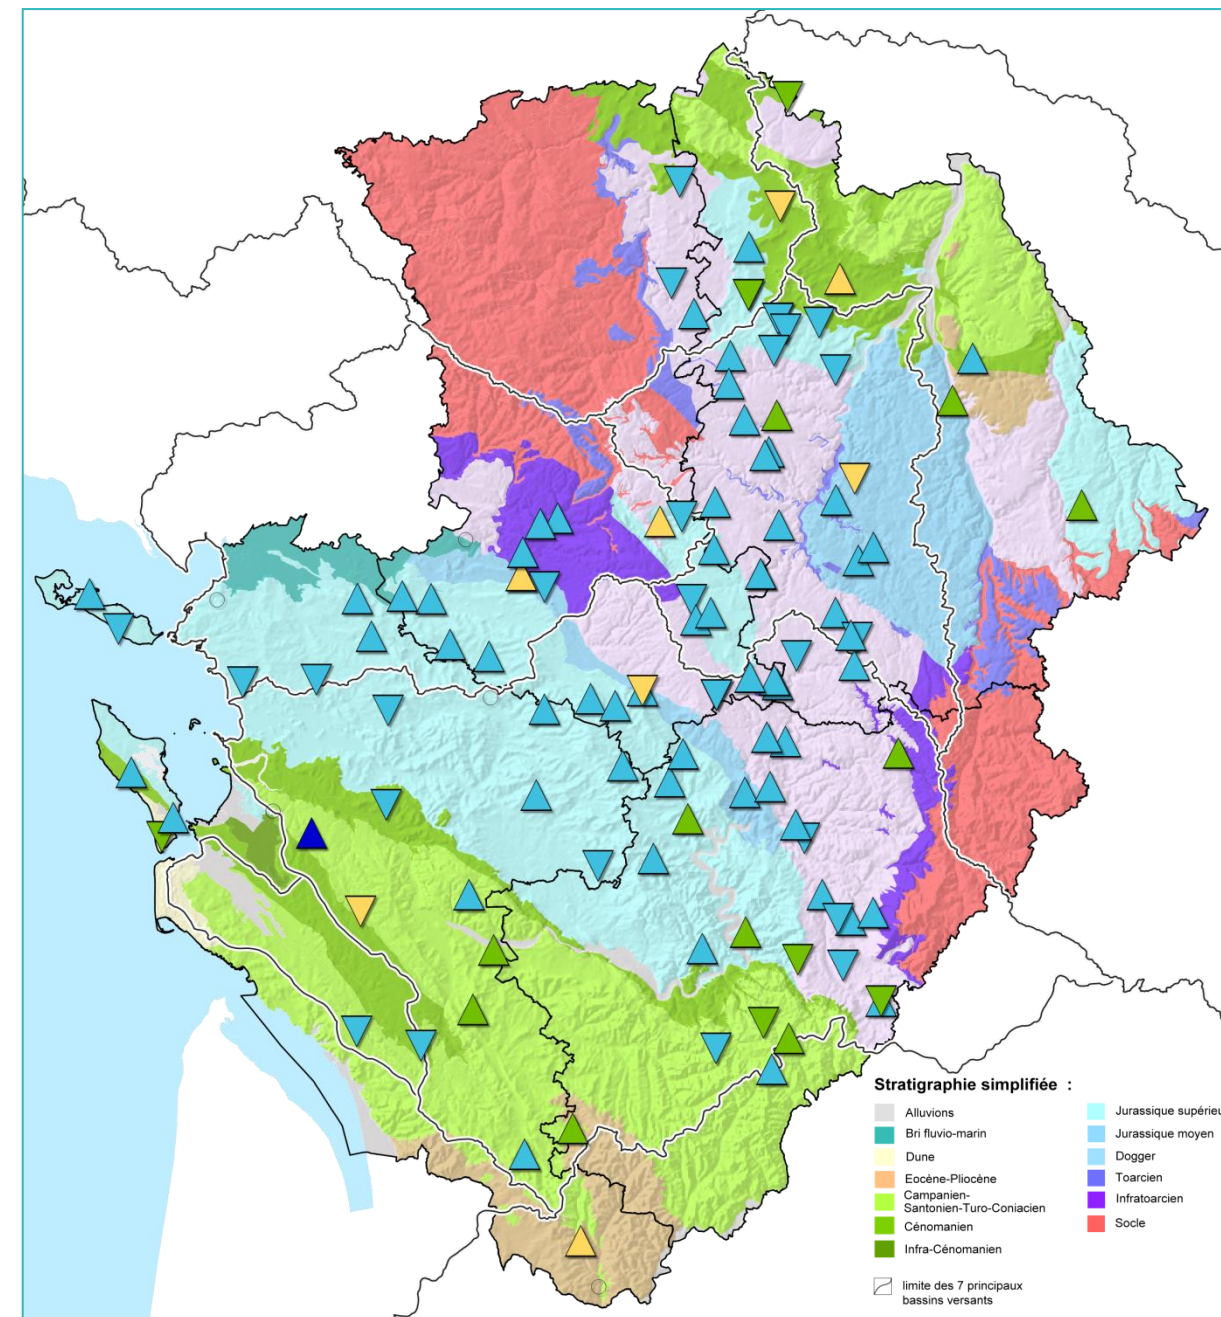 Stratigraphie simplifiée :
Alluvions
Bri fluvio-marin
Dune
Eocène-Pliocène
Campanien-
Santonien-Turo-Coniacien
Cénomanien
Infra-Cénomanien
limite des 7 principaux
bassins versants
Jurassique supérieu
Jurassique moyen
Dogger
Toarcien
Infratoarcien
Socle